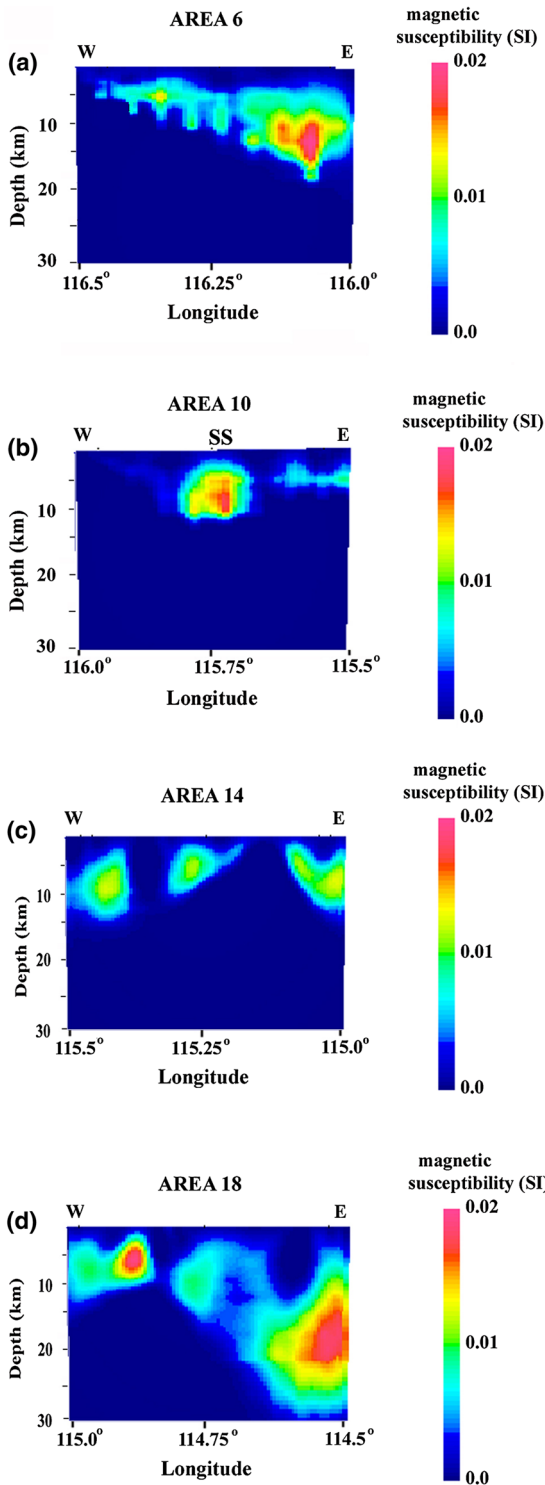 AREA 6
magnetic
susceptibility (SI)
(a)
W E
0.02
0.01
0.0
Depth (km)
10
20
30
116.5° 116.25° 116.0°
Longitude
AREA 10
magnetic
susceptibility (SI)
(b)
W SS E
0.02
0.01
0.0
Depth (km)
10
20
30
116.0° 115.75° 115.5°
Longitude
AREA 14
magnetic
susceptibility (SI)
(c)
W E
0.02
0.01
0.0
Depth (km)
10
20
30
115.5° 115.25° 115.0°
Longitude
AREA 18
magnetic
susceptibility (SI)
(d)
W E
0.02
0.01
0.0
Depth (km)
10
20
30
115.0° 114.75° 114.5°
Longitude